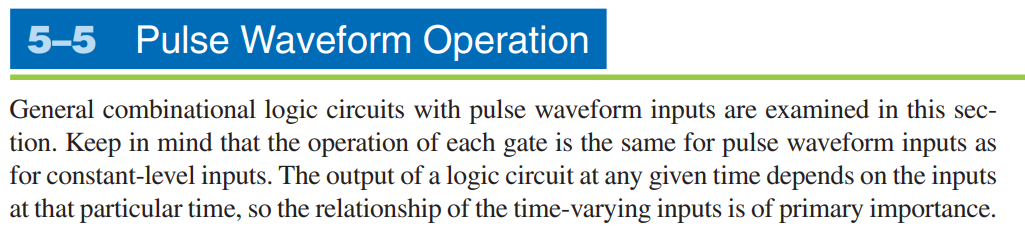 5–5 Pulse Waveform Operation
General combinational logic circuits with pulse waveform inputs are examined in this sec-
tion. Keep in mind that the operation of each gate is the same for pulse waveform inputs as
for constant-level inputs. The output of a logic circuit at any given time depends on the inputs
at that particular time, so the relationship of the time-varying inputs is of primary importance.